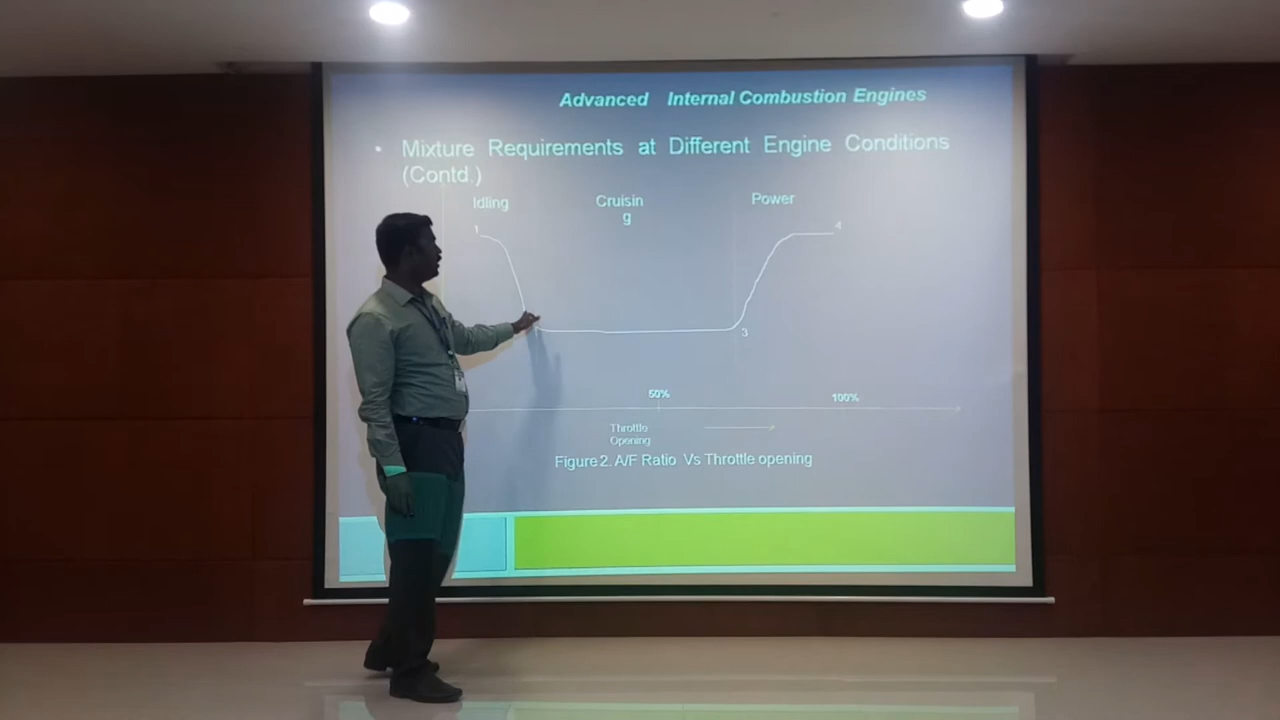 Advanced Internal Combustion Engines
• Mixture Requirements at Different Engine Conditions
(Contd.)
Idling
Cruisin
g
Power
1
4
3
50%
100%
Throttle
Opening
Figure 2. A/F Ratio Vs Throttle opening